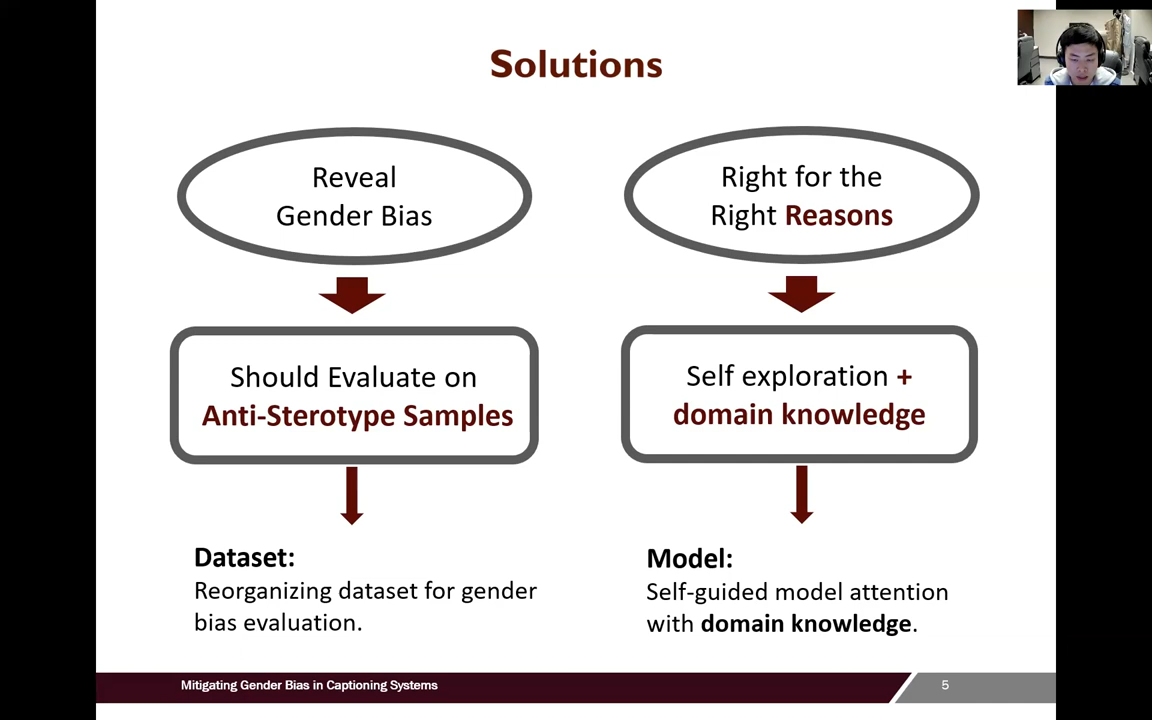 Solutions
Reveal
Gender Bias
Should Evaluate on
Anti-Sterotype Samples
Dataset:
Reorganizing dataset for gender
bias evaluation.
Right for the
Right Reasons
Self exploration +
domain knowledge
Model:
Self-guided model attention
with domain knowledge.
Mitigating Gender Bias in Captioning Systems
5